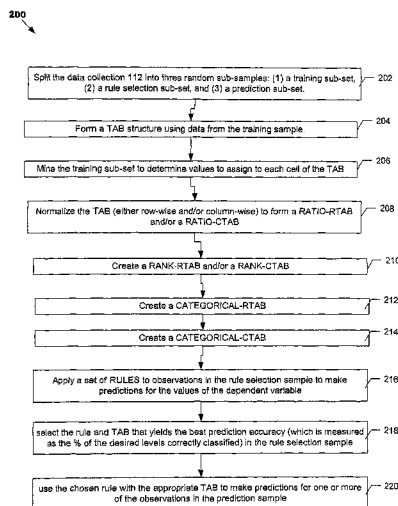 200
Split the data collection 112 into three random sub-samples: (1) a training sub-set,
(2) a rule selection sub-set, and (3) a prediction sub-set.
202
Form a TAB structure using data from the training sample.
204
Mine the training sub-set to determine values to assign to each cell of the TAB
206
Normalize the TAB (either row-wise and/or column-wise) to form a RATIO-RTAB
and/or a RATIO-CTAB
208
Create a RANK-RTAB and/or a RANK-CTAB
210
Create a CATEGORICAL-RTAB
212
Create a CATEGORICAL-CTAB
214
Apply a set of RULES to observations in the rule selection sample to make
predictions for the values of the dependent variable
216
select the rule and TAB that yields the best prediction accuracy (which is measured
as the % of the desired levels correctly classified) in the rule selection sample
218
use the chosen rule with the appropriate TAB to make predictions for one or more
of the observations in the prediction sample
220